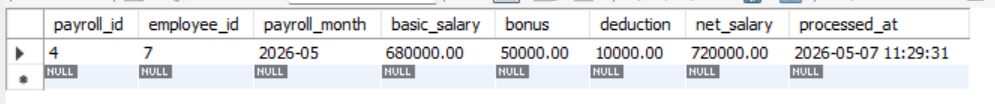 payroll_id employee_id payroll_month basic_salary bonus deduction net_salary processed_at
4 7 2026-05 680000.00 50000.00 10000.00 720000.00 2026-05-07 11:29:31
NULL NULL NULL NULL NULL NULL NULL NULL